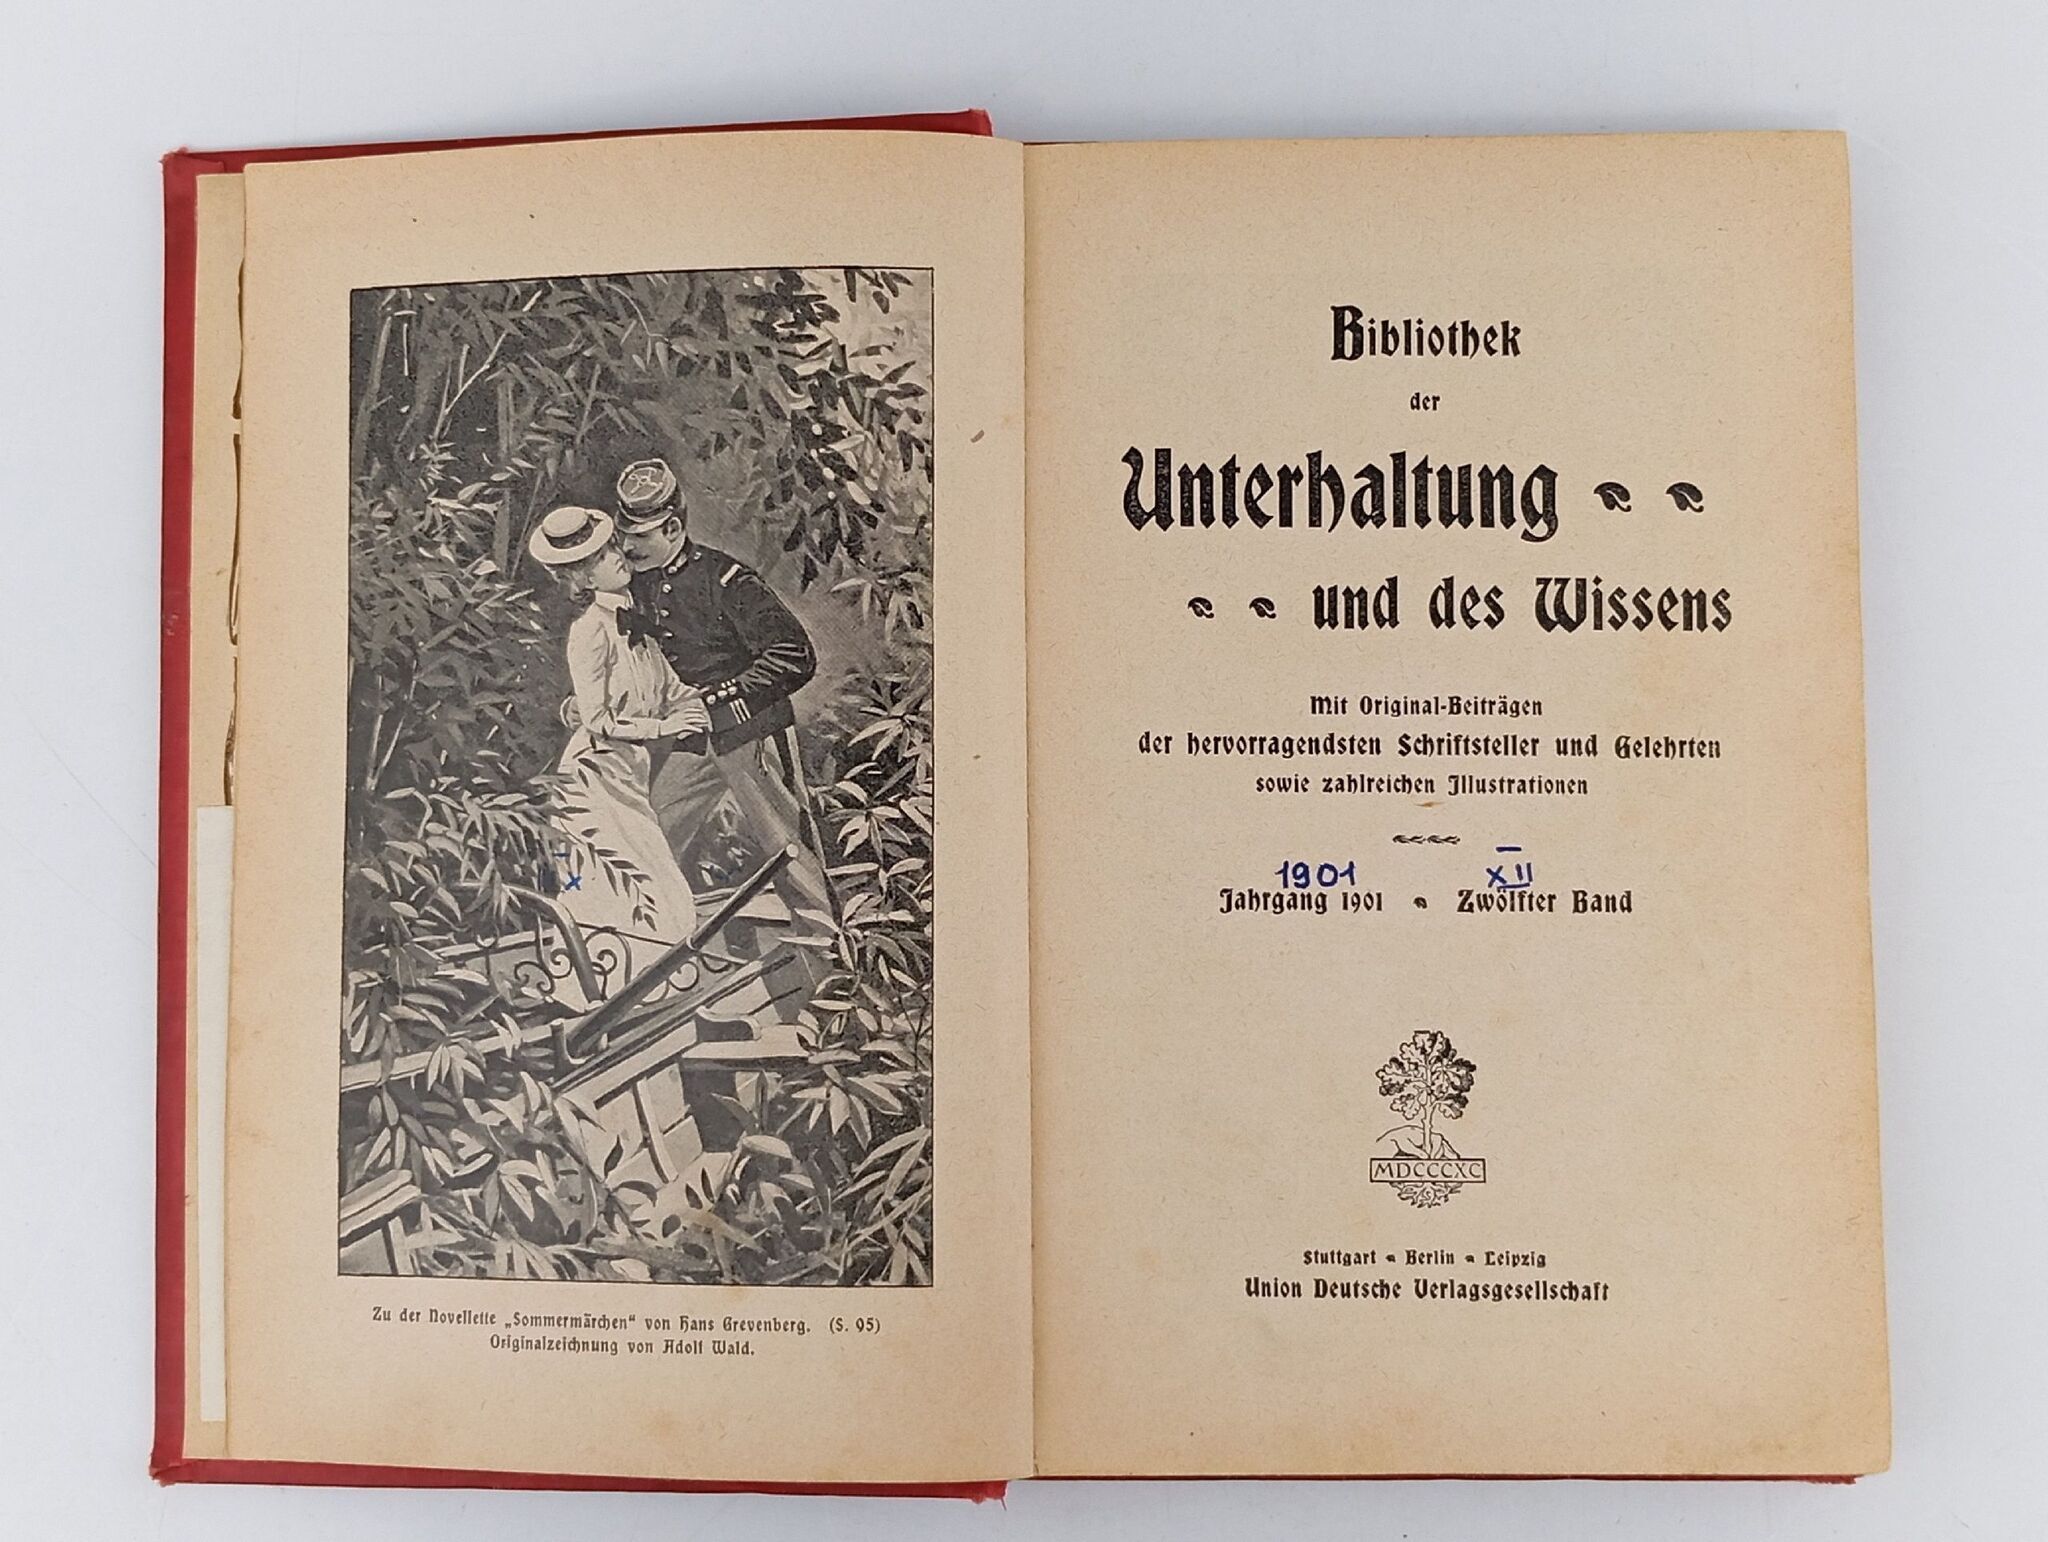 Zu der Novellette „Sommermärchen“ von Hans Grevenberg. (S. 95)
Originalzeichnung von Adolf Wald.
Bibliothek
der
Unterhaltung
und des Wissens
Mit Original-Beiträgen
der hervorragendsten Schriftsteller und Gelehrten
sowie zahlreichen Illustrationen
1901 XII
Jahrgang 1901 Zwölfter Band
MDCCCXC
Stuttgart Berlin Leipzig
Union Deutsche Verlagsgesellschaft